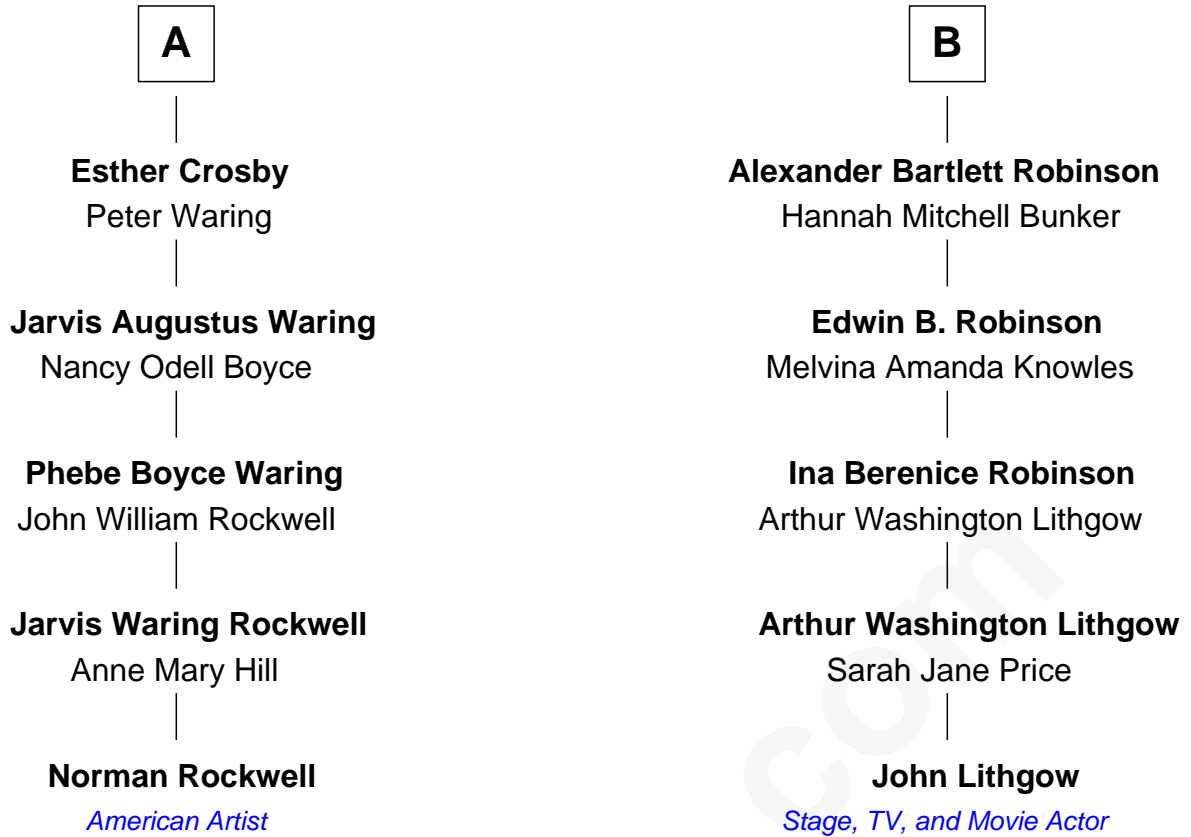 A
Esther Crosby
Peter Waring
Jarvis Augustus Waring
Nancy Odell Boyce
Phebe Boyce Waring
John William Rockwell
Jarvis Waring Rockwell
Anne Mary Hill
Norman Rockwell
American Artist
B
Alexander Bartlett Robinson
Hannah Mitchell Bunker
Edwin B. Robinson
Melvina Amanda Knowles
Ina Berenice Robinson
Arthur Washington Lithgow
Arthur Washington Lithgow
Sarah Jane Price
John Lithgow
Stage, TV, and Movie Actor
com